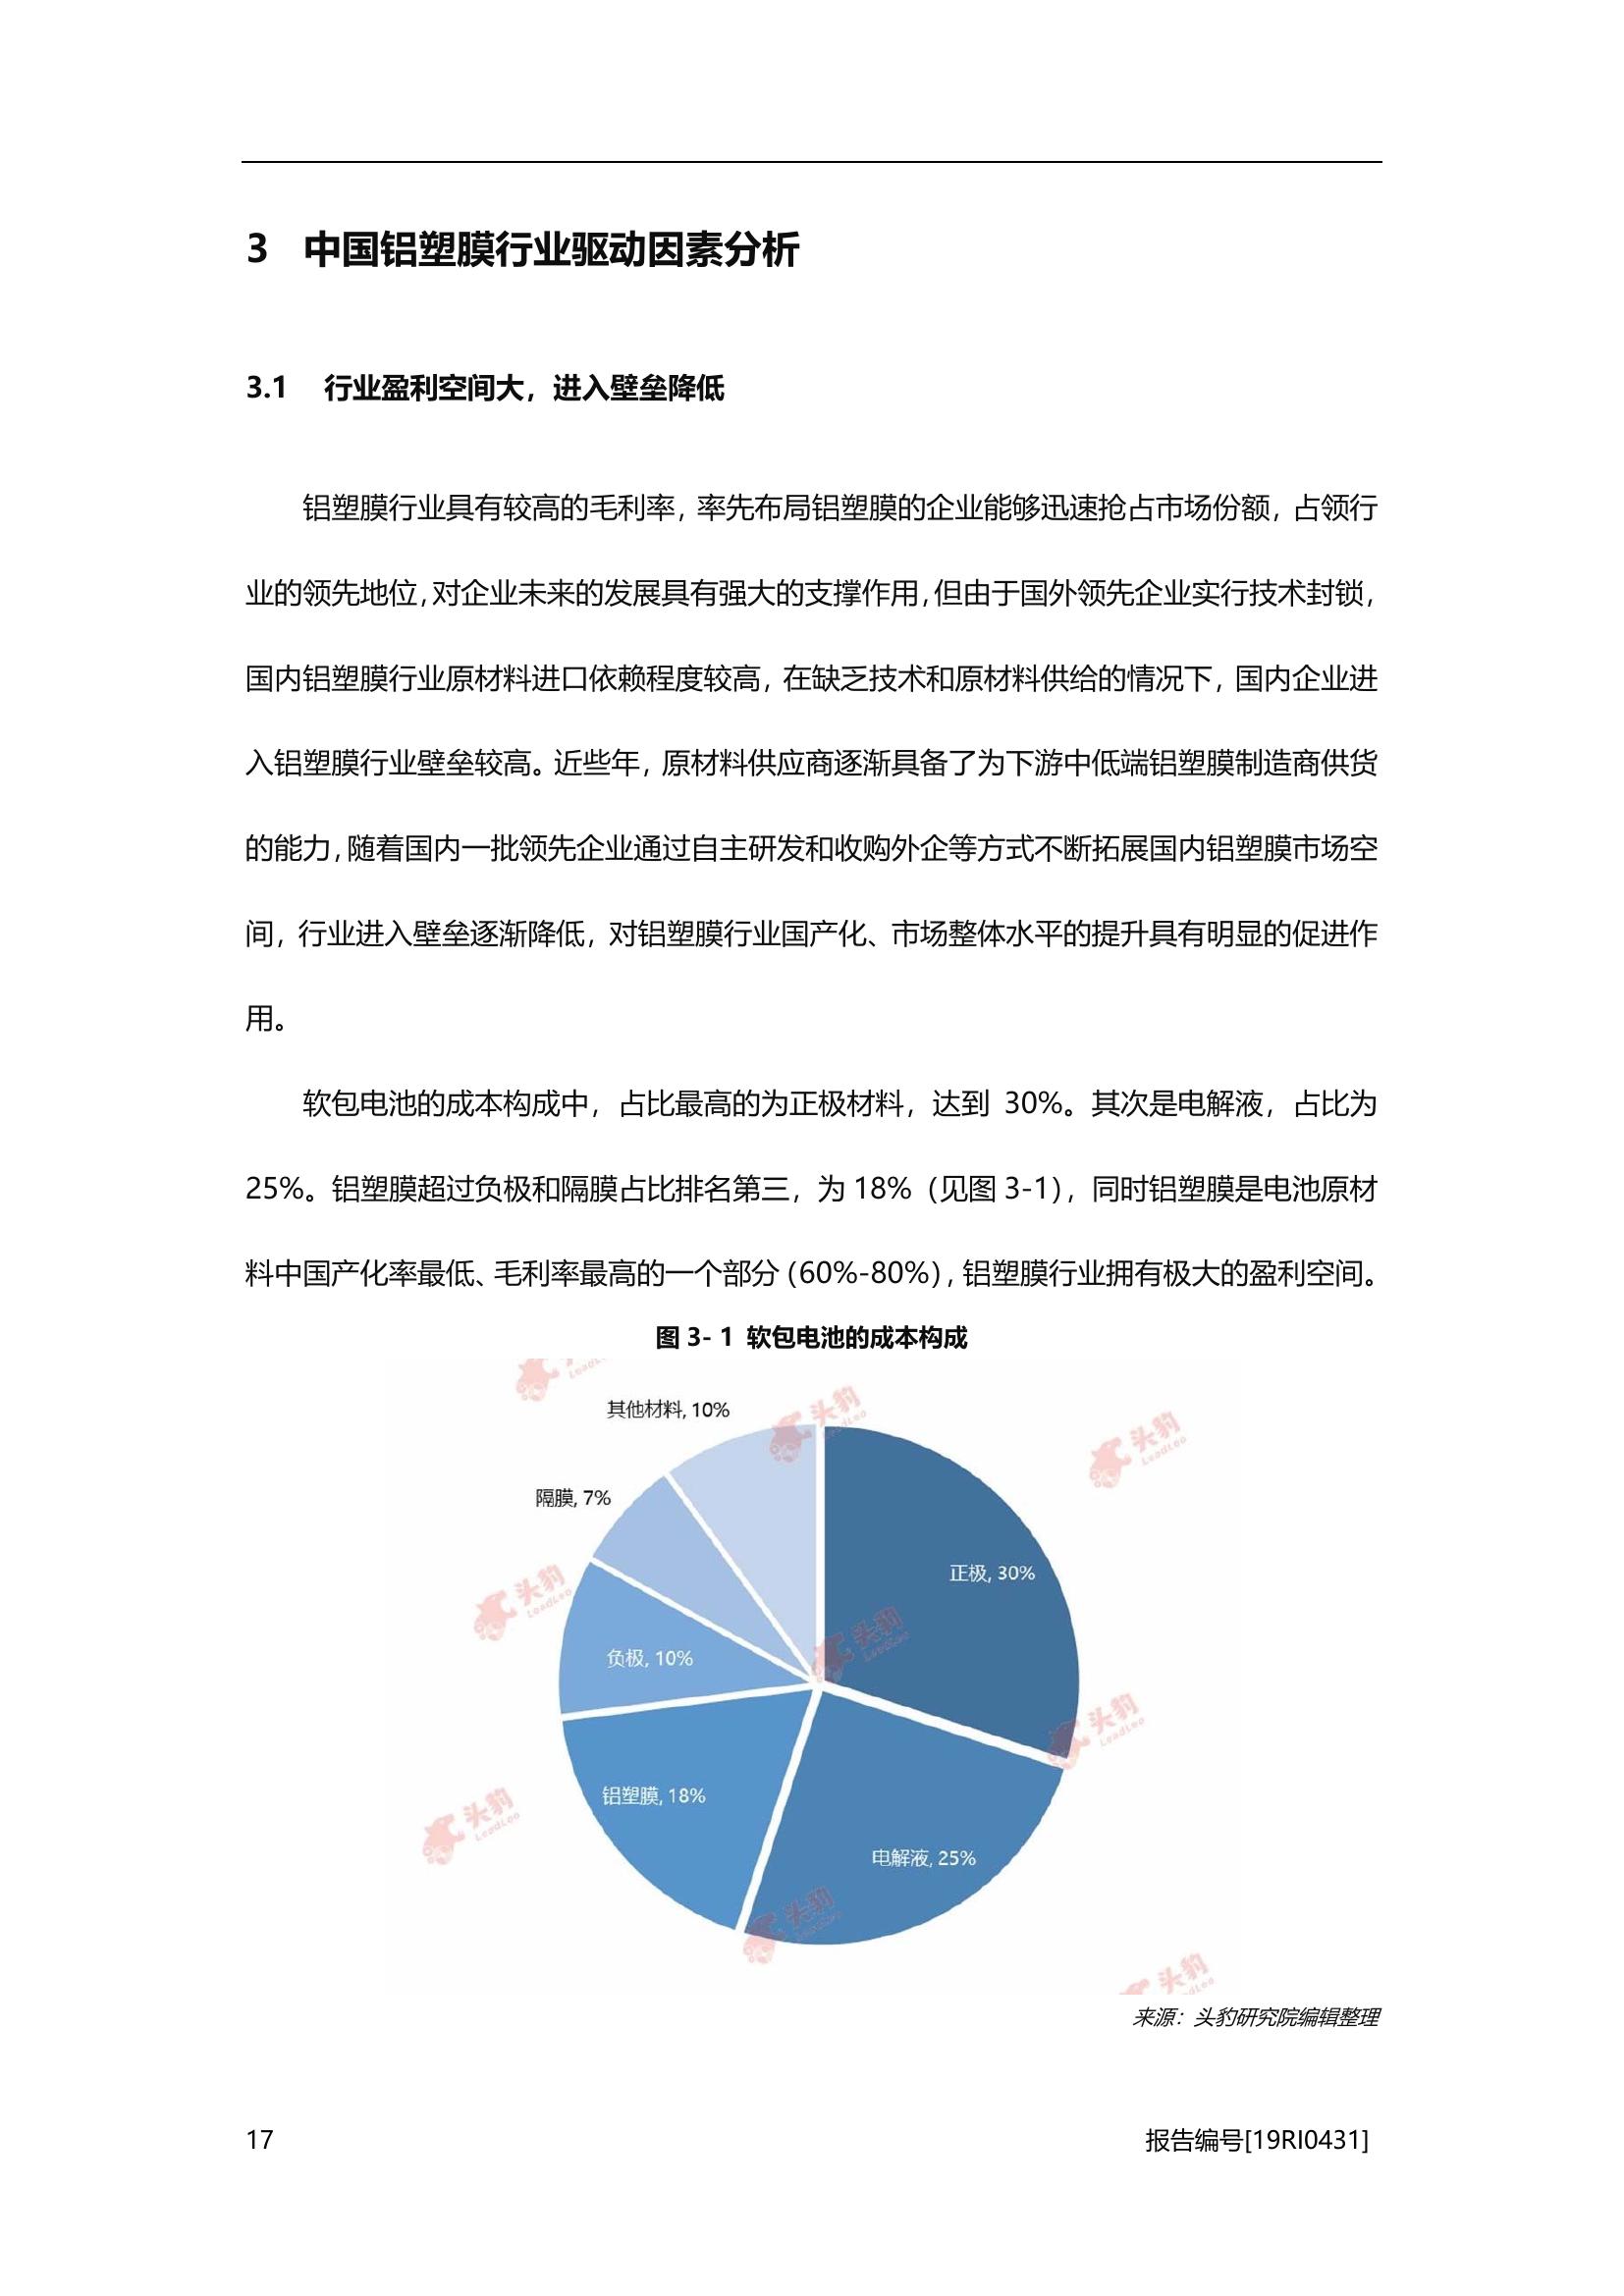 3 中国铝塑膜行业驱动因素分析
3.1 行业盈利空间大，进入壁垒降低
铝塑膜行业具有较高的毛利率，率先布局铝塑膜的企业能够迅速抢占市场份额，占领行
业的领先地位，对企业未来的发展具有强大的支撑作用，但由于国外领先企业实行技术封锁，
国内铝塑膜行业原材料进口依赖程度较高，在缺乏技术和原材料供给的情况下，国内企业进
入铝塑膜行业壁垒较高。近些年，原材料供应商逐渐具备了为下游中低端铝塑膜制造商供货
的能力，随着国内一批领先企业通过自主研发和收购外企等方式不断拓展国内铝塑膜市场空
间，行业进入壁垒逐渐降低，对铝塑膜行业国产化、市场整体水平的提升具有明显的促进作
用。
软包电池的成本构成中，占比最高的为正极材料，达到 30%。其次是电解液，占比为
25%。铝塑膜超过负极和隔膜占比排名第三，为 18%（见图 3-1），同时铝塑膜是电池原材
料中国产化率最低、毛利率最高的一个部分（60%-80%），铝塑膜行业拥有极大的盈利空间。
图 3- 1 软包电池的成本构成
其他材料, 10%
隔膜, 7%
正极, 30%
负极, 10%
铝塑膜, 18%
电解液, 25%
头豹
LeadLeo
头豹
LeadLeo
头豹
LeadLeo
头豹
LeadLeo
头豹
LeadLeo
头豹
LeadLeo
头豹
LeadLeo
头豹
来源：头豹研究院编辑整理
17
报告编号[19RI0431]